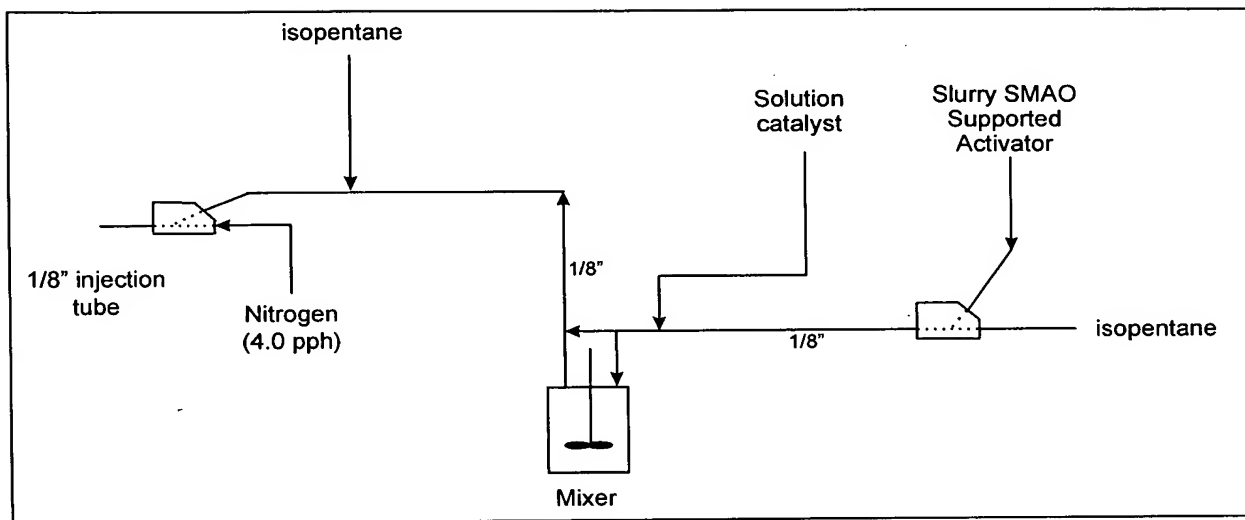 isopentane
Solution
catalyst
Slurry SMAO
Supported
Activator
1/8" injection
tube
Nitrogen
(4.0 pph)
1/8"
1/8"
isopentane
Mixer